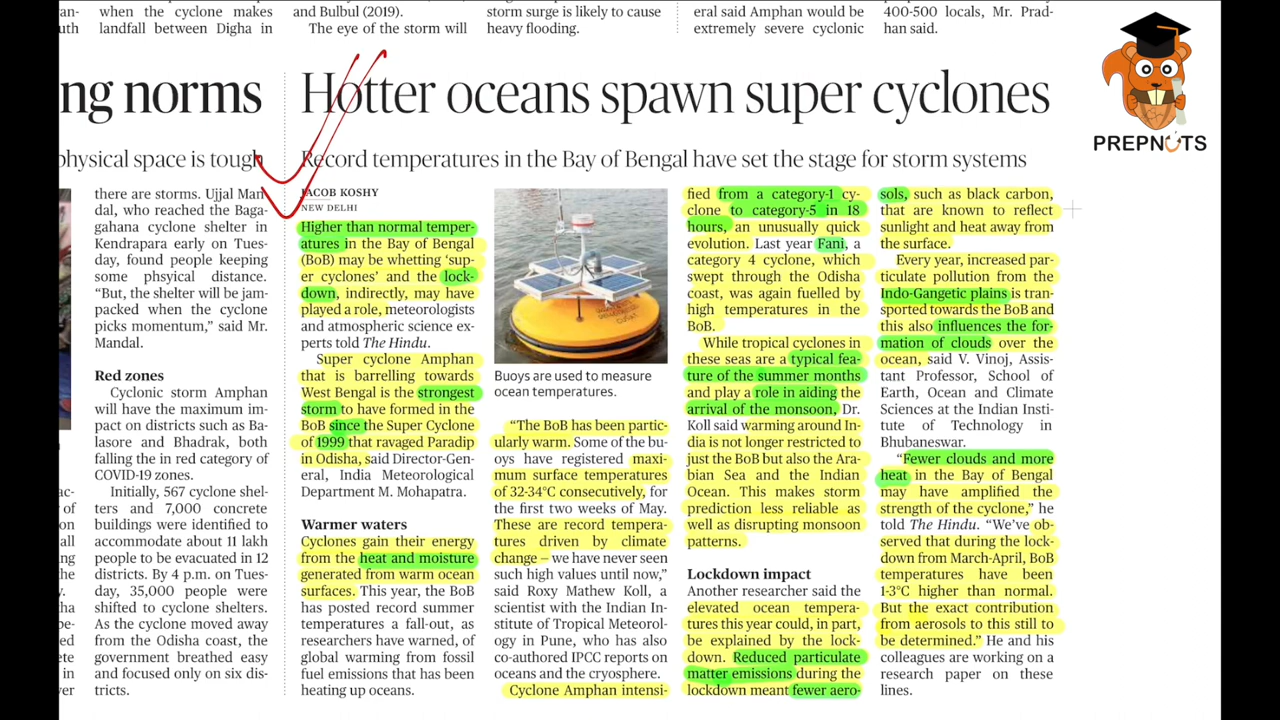 when the cyclone makes
landfall between Digha in
and Bulbul (2019).
The eye of the storm will
storm surge is likely to cause
heavy flooding.
eral said Amphan would be
extremely severe cyclonic
400-500 locals, Mr. Prad-
han said.
PREPNUTS
ng norms
physical space is tough
there are storms. Ujjal Man-
dal, who reached the Baga-
gahana cyclone shelter in
Kendrapara early on Tues-
day, found people keeping
some phsyical distance.
“But, the shelter will be jam-
packed when the cyclone
picks momentum,” said Mr.
Mandal.
Red zones
Cyclonic storm Amphan
will have the maximum im-
pact on districts such as Ba-
lasore and Bhadrak, both
falling the in red category of
COVID-19 zones.
Initially, 567 cyclone shel-
ters and 7,000 concrete
buildings were identified to
accommodate about 11 lakh
people to be evacuated in 12
districts. By 4 p.m. on Tues-
day, 35,000 people were
shifted to cyclone shelters.
As the cyclone moved away
from the Odisha coast, the
government breathed easy
and focused only on six dis-
tricts.
Hotter oceans spawn super cyclones
Record temperatures in the Bay of Bengal have set the stage for storm systems
JACOB KOSHY
NEW DELHI
Higher than normal temper-
atures in the Bay of Bengal
(BoB) may be whetting ‘sup-
er cyclones’ and the lock-
down, indirectly, may have
played a role, meteorologists
and atmospheric science ex-
perts told The Hindu.
Super cyclone Amphan
that is barrelling towards
West Bengal is the strongest
storm to have formed in the
BoB since the Super Cyclone
of 1999 that ravaged Paradip
in Odisha, said Director-Gen-
eral, India Meteorological
Department M. Mohapatra.
Warmer waters
Cyclones gain their energy
from the heat and moisture
generated from warm ocean
surfaces. This year, the BoB
has posted record summer
temperatures a fall-out, as
researchers have warned, of
global warming from fossil
fuel emissions that has been
heating up oceans.
Buoys are used to measure
ocean temperatures.
“The BoB has been partic-
ularly warm. Some of the bu-
oys have registered maxi-
mum surface temperatures
of 32-34°C consecutively, for
the first two weeks of May.
These are record tempera-
tures driven by climate
change – we have never seen
such high values until now,”
said Roxy Mathew Koll, a
scientist with the Indian In-
stitute of Tropical Meteorol-
ogy in Pune, who has also
co-authored IPCC reports on
oceans and the cryosphere.
Cyclone Amphan intensi-
fied from a category-1 cy-
clone to category-5 in 18
hours, an unusually quick
evolution. Last year Fani, a
category 4 cyclone, which
swept through the Odisha
coast, was again fuelled by
high temperatures in the
BoB.
While tropical cyclones in
these seas are a typical fea-
ture of the summer months
and play a role in aiding the
arrival of the monsoon, Dr.
Koll said warming around In-
dia is not longer restricted to
just the BoB but also the Ara-
bian Sea and the Indian
Ocean. This makes storm
prediction less reliable as
well as disrupting monsoon
patterns.
Lockdown impact
Another researcher said the
elevated ocean tempera-
tures this year could, in part,
be explained by the lock-
down. Reduced particulate
matter emissions during the
lockdown meant fewer aero-
sols, such as black carbon,
that are known to reflect
sunlight and heat away from
the surface.
Every year, increased par-
ticulate pollution from the
Indo-Gangetic plains is tran-
sported towards the BoB and
this also influences the for-
mation of clouds over the
ocean, said V. Vinoj, Assis-
tant Professor, School of
Earth, Ocean and Climate
Sciences at the Indian Insti-
tute of Technology in
Bhubaneswar.
“Fewer clouds and more
heat in the Bay of Bengal
may have amplified the
strength of the cyclone,” he
told The Hindu. “We’ve ob-
served that during the lock-
down from March-April, BoB
temperatures have been
1-3°C higher than normal.
But the exact contribution
from aerosols to this still to
be determined.” He and his
colleagues are working on a
research paper on these
lines.